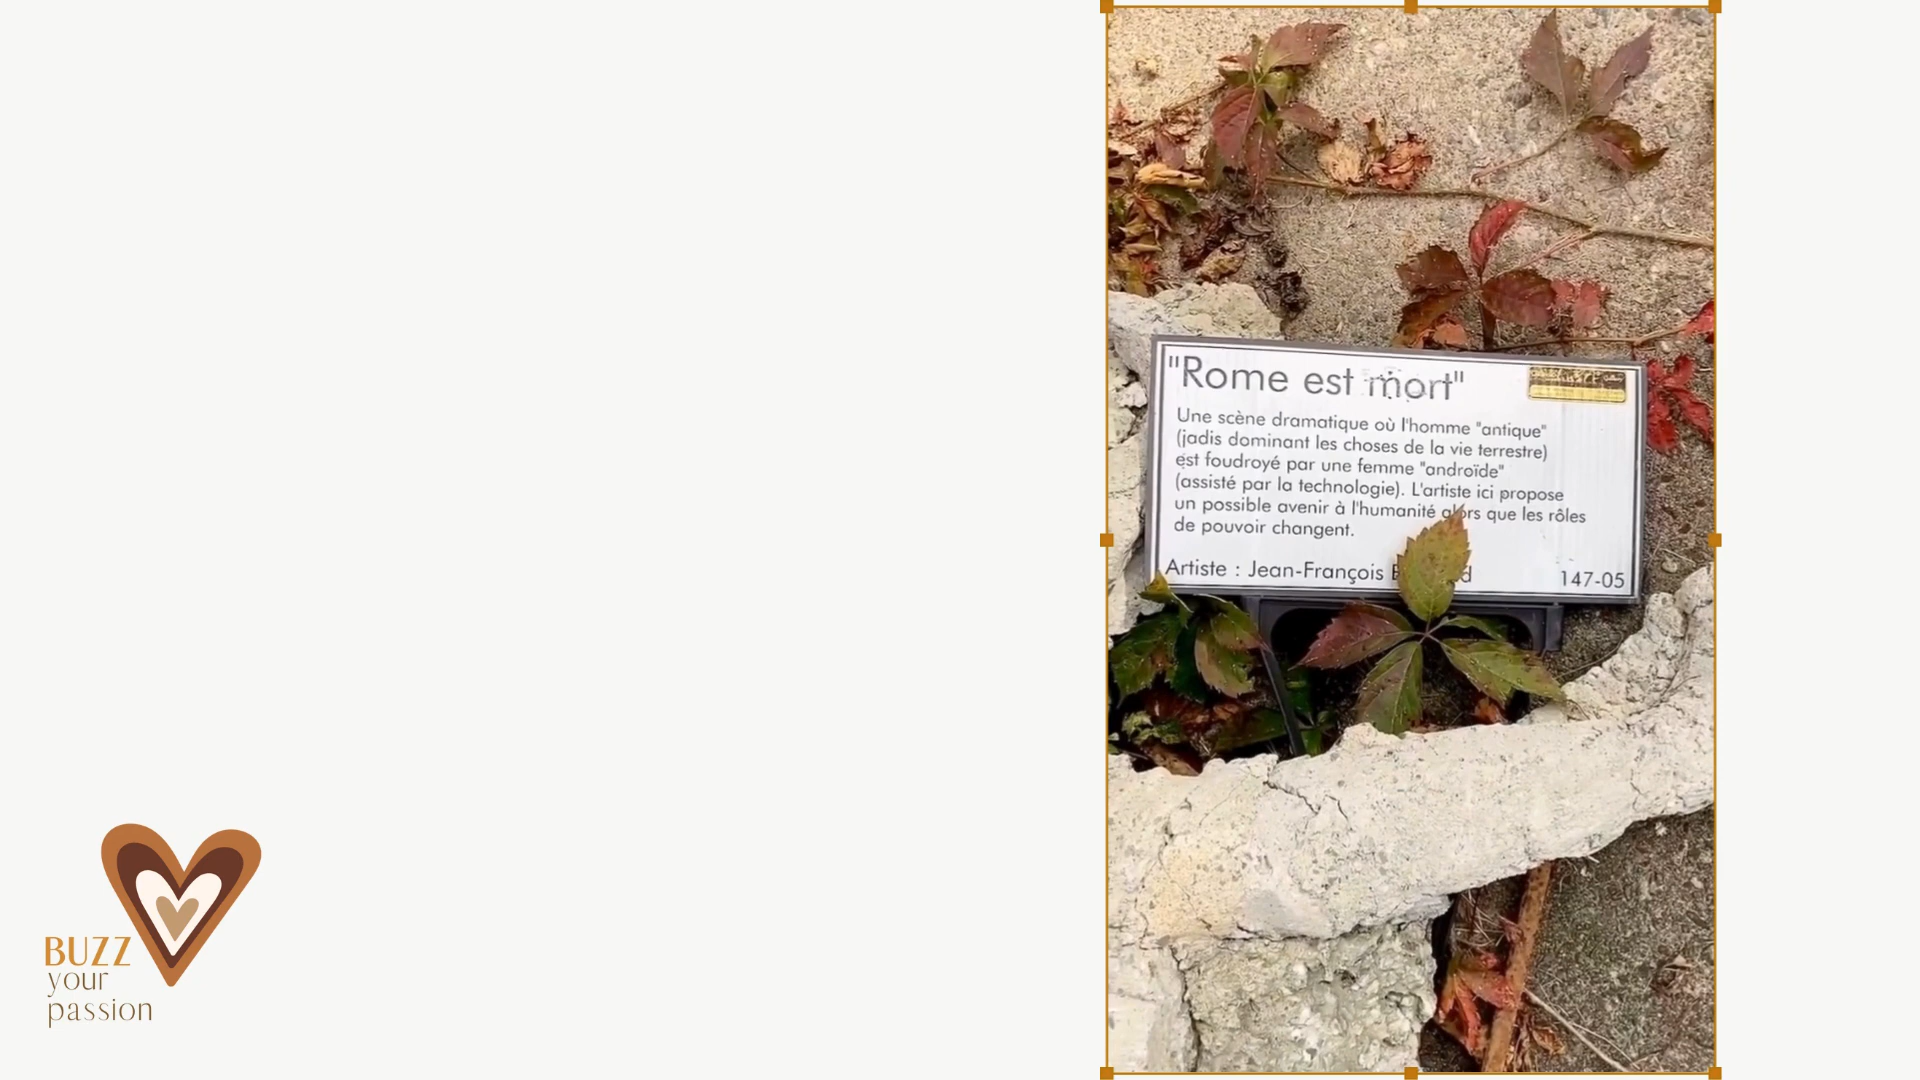 "Rome est mort"
Une scène dramatique où l'homme "antique"
(jadis dominant les choses de la vie terrestre)
est foudroyé par une femme "androïde"
(assisté par la technologie). L'artiste ici propose
un possible avenir à l'humanité alors que les rôles
de pouvoir changent.
Artiste : Jean-François
147-05
BUZZ
your
passion